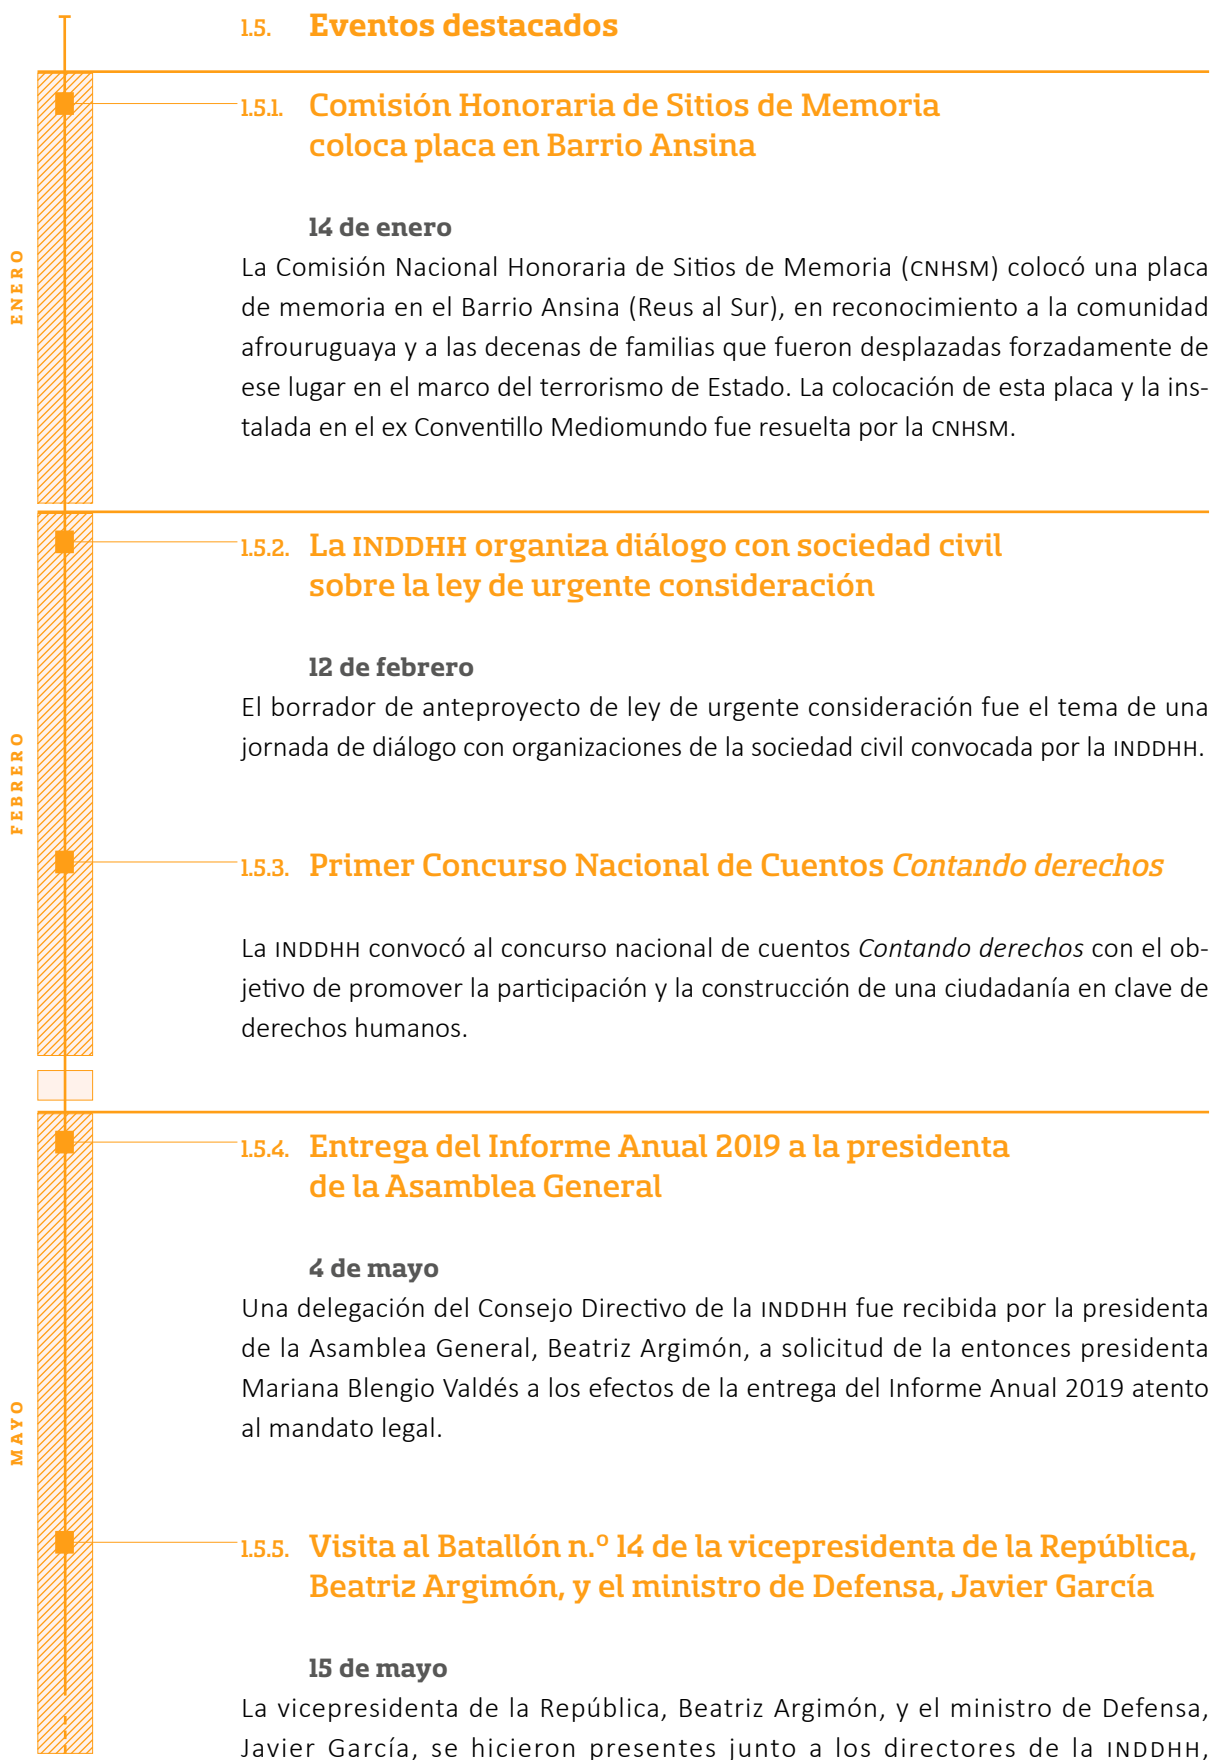 1.5. Eventos destacados
ENERO
1.5.1. Comisión Honoraria de Sitios de Memoria
coloca placa en Barrio Ansina
14 de enero
La Comisión Nacional Honoraria de Sitios de Memoria (CNHSM) colocó una placa
de memoria en el Barrio Ansina (Reus al Sur), en reconocimiento a la comunidad
afrouruguaya y a las decenas de familias que fueron desplazadas forzadamente de
ese lugar en el marco del terrorismo de Estado. La colocación de esta placa y la ins-
talada en el ex Conventillo Mediomundo fue resuelta por la CNHSM.
FEBRERO
1.5.2. La INDDHH organiza diálogo con sociedad civil
sobre la ley de urgente consideración
12 de febrero
El borrador de anteproyecto de ley de urgente consideración fue el tema de una
jornada de diálogo con organizaciones de la sociedad civil convocada por la INDDHH.
1.5.3. Primer Concurso Nacional de Cuentos Contando derechos
La INDDHH convocó al concurso nacional de cuentos Contando derechos con el ob-
jetivo de promover la participación y la construcción de una ciudadanía en clave de
derechos humanos.
MAYO
1.5.4. Entrega del Informe Anual 2019 a la presidenta
de la Asamblea General
4 de mayo
Una delegación del Consejo Directivo de la INDDHH fue recibida por la presidenta
de la Asamblea General, Beatriz Argimón, a solicitud de la entonces presidenta
Mariana Blengio Valdés a los efectos de la entrega del Informe Anual 2019 atento
al mandato legal.
1.5.5. Visita al Batallón n.º 14 de la vicepresidenta de la República,
Beatriz Argimón, y el ministro de Defensa, Javier García
15 de mayo
La vicepresidenta de la República, Beatriz Argimón, y el ministro de Defensa,
Javier García, se hicieron presentes junto a los directores de la INDDHH,